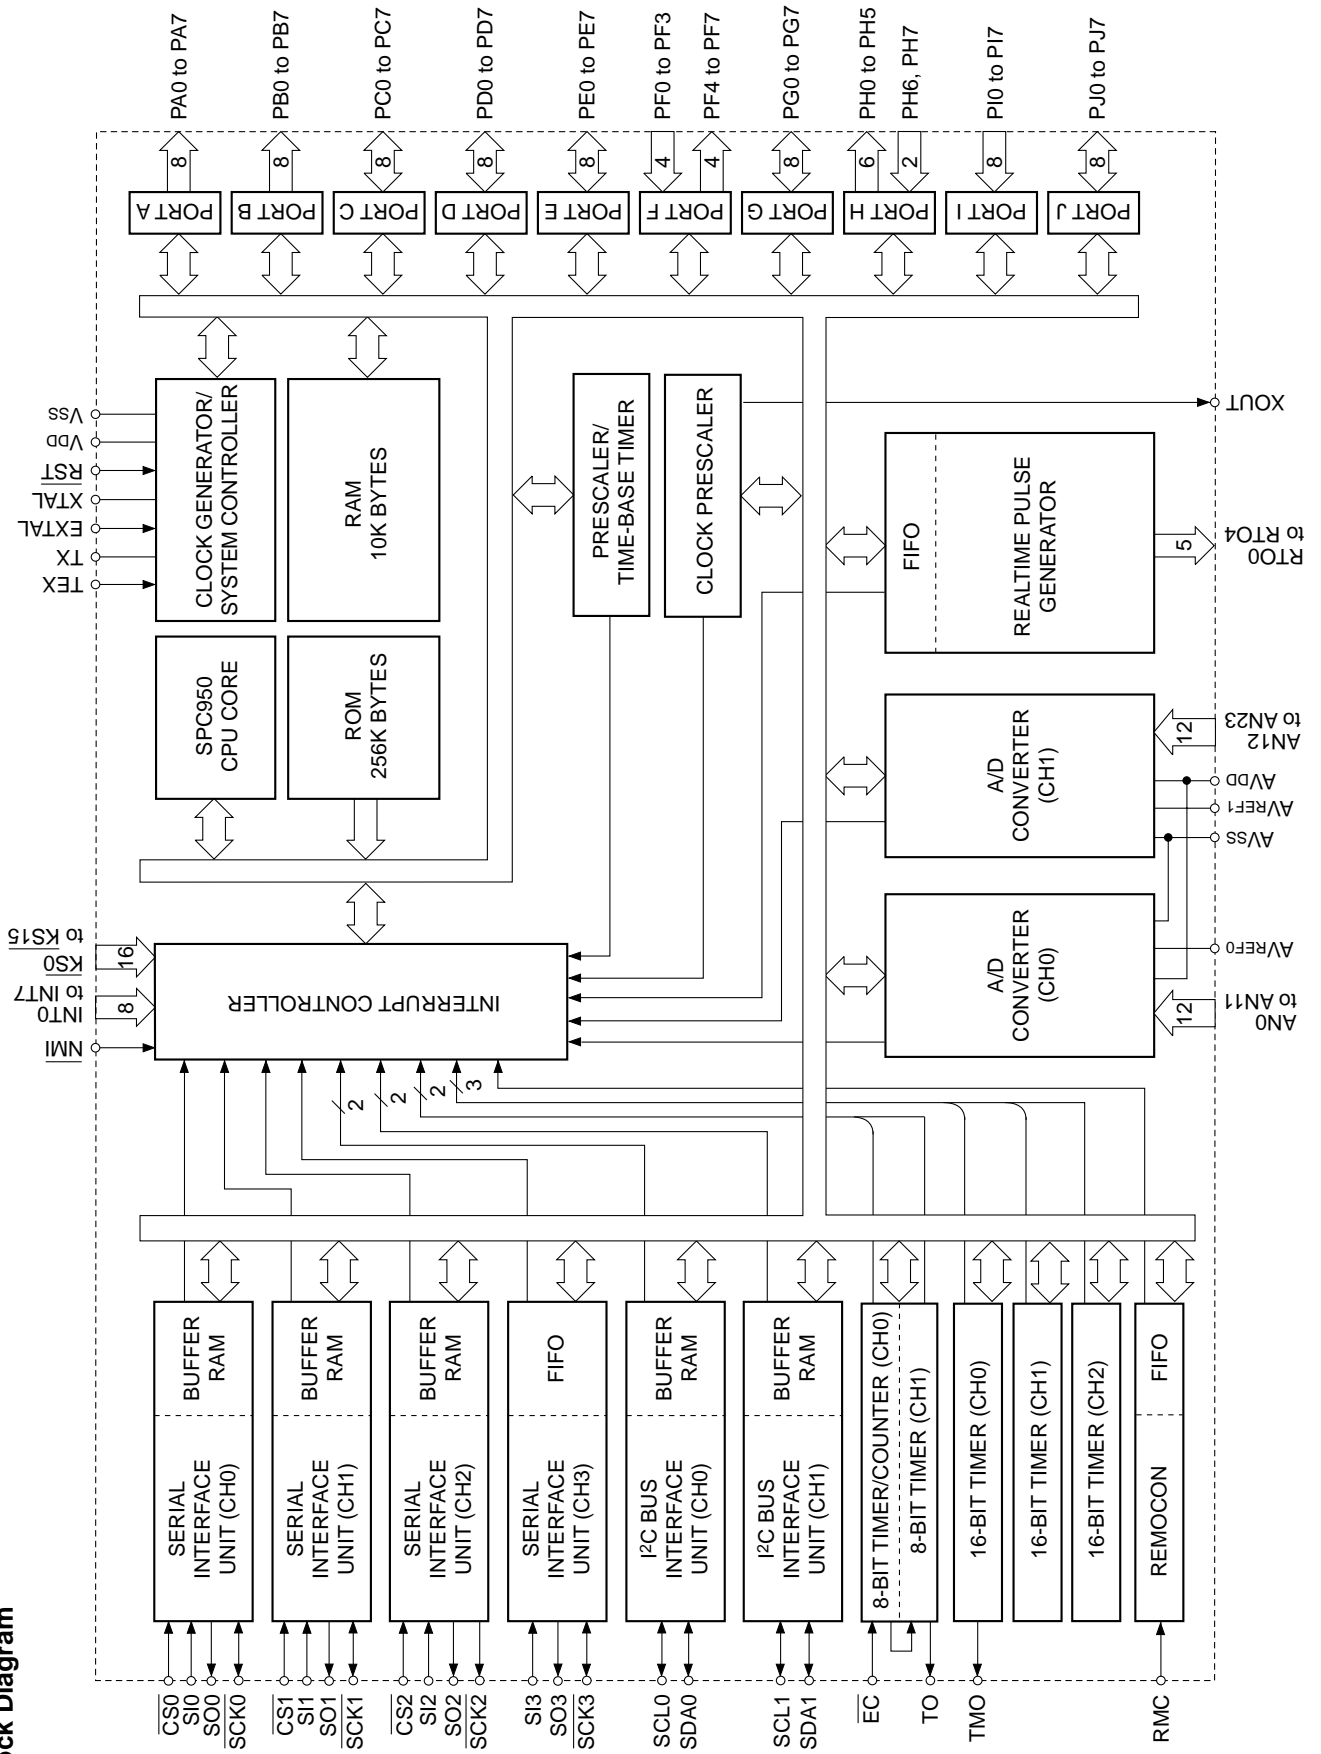 ock Diagram
PA0 to PA7
PB0 to PB7
PC0 to PC7
PD0 to PD7
PE0 to PE7
PF0 to PF3
PF4 to PF7
PG0 to PG7
PH0 to PH5
PH6, PH7
PI0 to PI7
PJ0 to PJ7
8
8
8
8
8
4
4
8
6
2
8
8
PORT A
PORT B
PORT C
PORT D
PORT E
PORT F
PORT G
PORT H
PORT I
PORT J
VSS
VDD
RST
XTAL
EXTAL
TX
TEX
CLOCK GENERATOR/
SYSTEM CONTROLLER
RAM
10K BYTES
PRESCALER/
TIME-BASE TIMER
CLOCK PRESCALER
XOUT
FIFO
REALTIME PULSE
GENERATOR
5
RTO0
to RTO4
SPC950
CPU CORE
ROM
256K BYTES
A/D
CONVERTER
(CH1)
12
AN12
to AN23
AVDD
AVREF1
AVSS
KS0
to KS15
16
INT0
to INT7
8
NMI
INTERRUPT CONTROLLER
A/D
CONVERTER
(CH0)
AVREF0
12
AN0
to AN11
2
2
2
3
BUFFER
RAM
SERIAL
INTERFACE
UNIT (CH0)
BUFFER
RAM
SERIAL
INTERFACE
UNIT (CH1)
BUFFER
RAM
SERIAL
INTERFACE
UNIT (CH2)
FIFO
SERIAL
INTERFACE
UNIT (CH3)
BUFFER
RAM
I²C BUS
INTERFACE
UNIT (CH0)
BUFFER
RAM
I²C BUS
INTERFACE
UNIT (CH1)
8-BIT TIMER/COUNTER (CH0)
8-BIT TIMER (CH1)
16-BIT TIMER (CH0)
16-BIT TIMER (CH1)
16-BIT TIMER (CH2)
FIFO
REMOCON
CS0
SI0
SO0
SCK0
CS1
SI1
SO1
SCK1
CS2
SI2
SO2
SCK2
SI3
SO3
SCK3
SCL0
SDA0
SCL1
SDA1
EC
TO
TMO
RMC